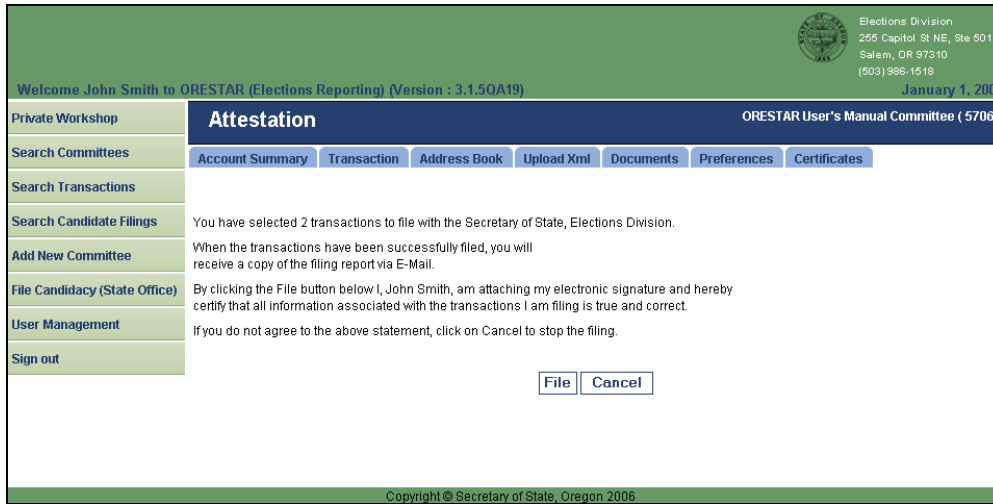 Elections Division
255 Capitol St NE, Ste 501
Salem, OR 97310
(503) 986-1518
Welcome John Smith to ORESTAR (Elections Reporting) (Version : 3.1.5QA19)
January 1, 200
Private Workshop
Search Committees
Search Transactions
Search Candidate Filings
Add New Committee
File Candidacy (State Office)
User Management
Sign out
Attestation
ORESTAR User's Manual Committee ( 5706
Account Summary Transaction Address Book Upload Xml Documents Preferences Certificates
You have selected 2 transactions to file with the Secretary of State, Elections Division.
When the transactions have been successfully filed, you will
receive a copy of the filing report via E-Mail.
By clicking the File button below I, John Smith, am attaching my electronic signature and hereby
certify that all information associated with the transactions I am filing is true and correct.
If you do not agree to the above statement, click on Cancel to stop the filing.
File Cancel
Copyright © Secretary of State, Oregon 2006